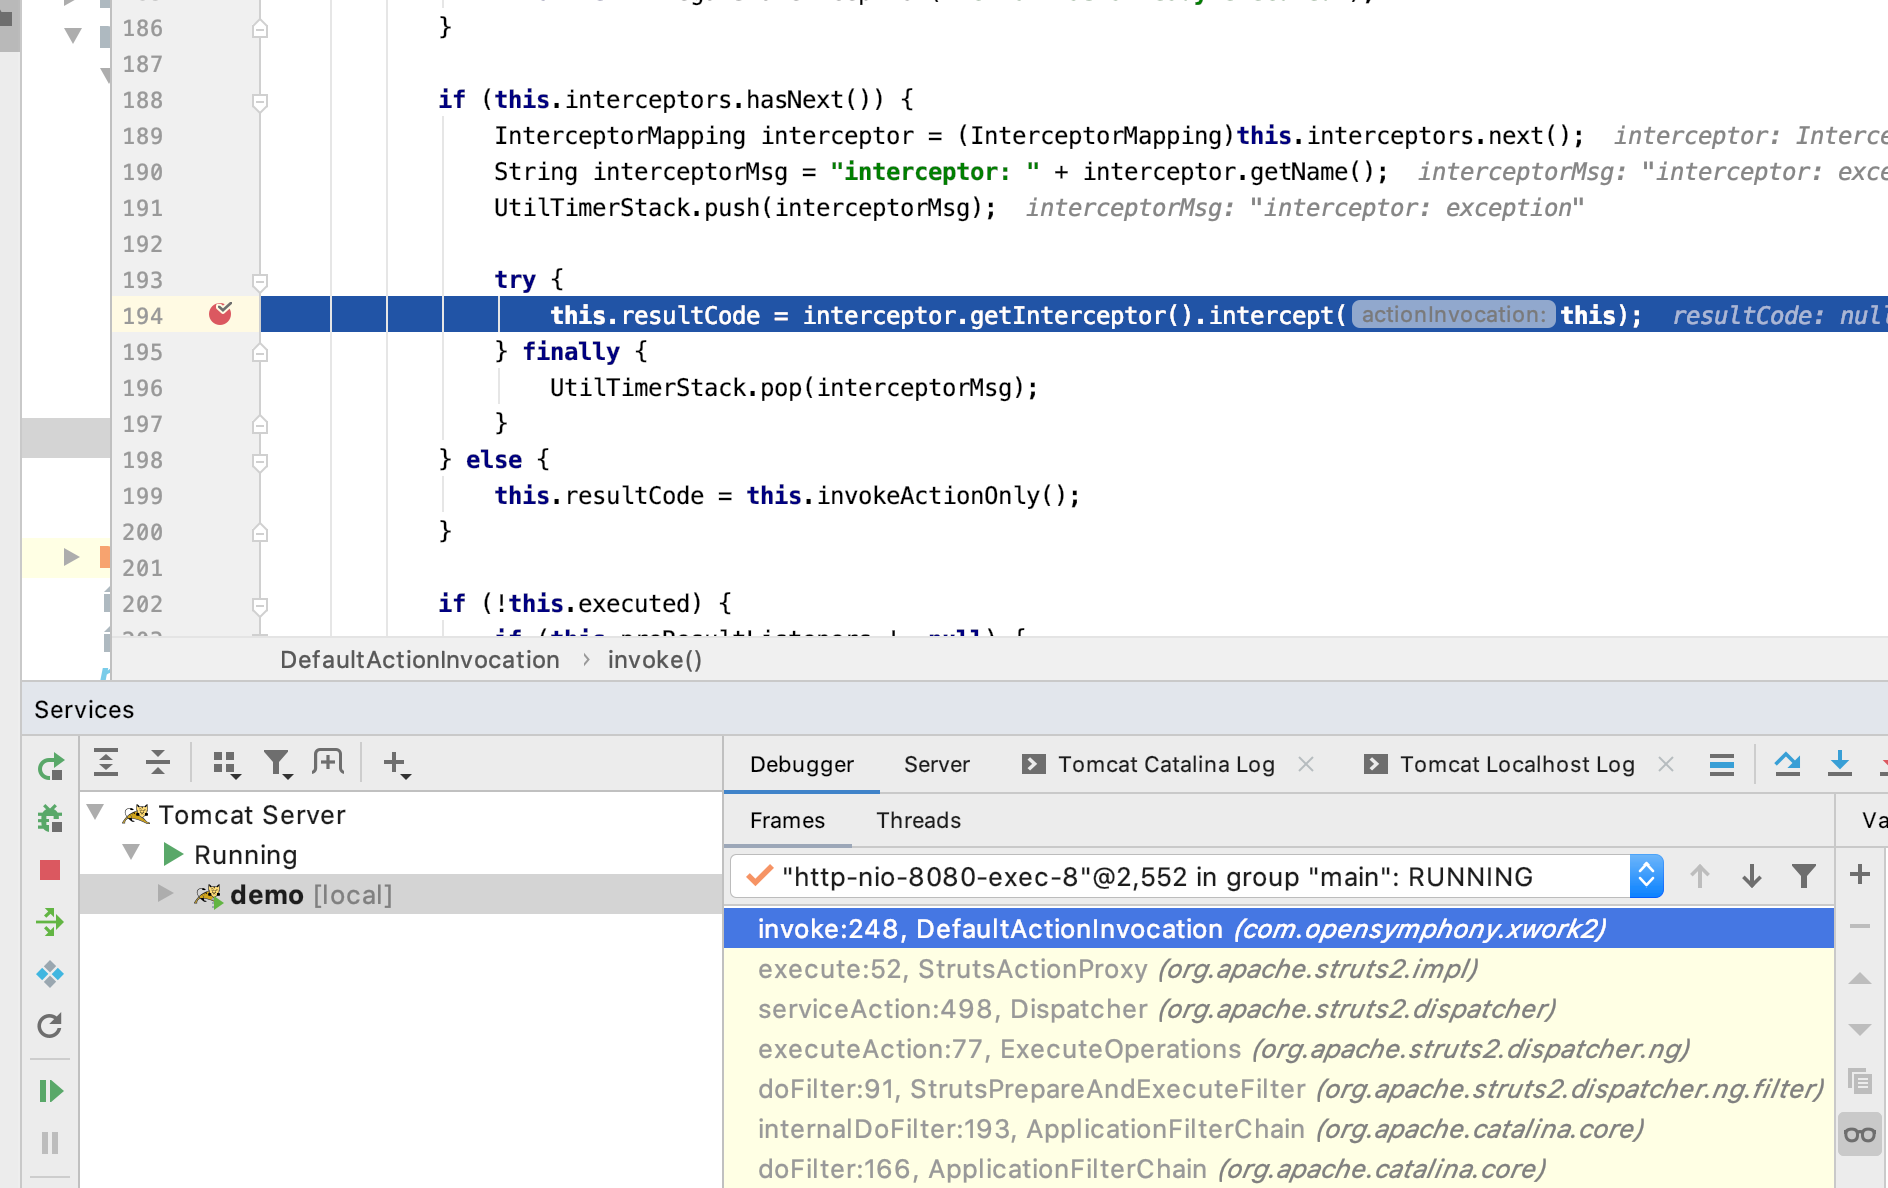 186 }
187
188 if (this.interceptors.hasNext()) {
189 InterceptorMapping interceptor = (InterceptorMapping)this.interceptors.next(); interceptor:
190 String interceptorMsg = "interceptor: " + interceptor.getName(); interceptorMsg: "interceptor:
191 UtilTimerStack.push(interceptorMsg); interceptorMsg: "interceptor: exception"
192
193 try {
194 this.resultCode = interceptor.getInterceptor().intercept( actionInvocation: this); resultCode: null
195 } finally {
196 UtilTimerStack.pop(interceptorMsg);
197 }
198 } else {
199 this.resultCode = this.invokeActionOnly();
200 }
201
202 if (!this.executed) {
DefaultActionInvocation › invoke()
Services
Debugger Server Tomcat Catalina Log × Tomcat Localhost Log ×
Tomcat Server
Running
demo [local]
Frames Threads
"http-nio-8080-exec-8"@2,552 in group "main": RUNNING
invoke:248, DefaultActionInvocation (com.opensymphony.xwork2)
execute:52, StrutsActionProxy (org.apache.struts2.impl)
serviceAction:498, Dispatcher (org.apache.struts2.dispatcher)
executeAction:77, ExecuteOperations (org.apache.struts2.dispatcher.ng)
doFilter:91, StrutsPrepareAndExecuteFilter (org.apache.struts2.dispatcher.ng.filter)
internalDoFilter:193, ApplicationFilterChain (org.apache.catalina.core)
doFilter:166, ApplicationFilterChain (org.apache.catalina.core)